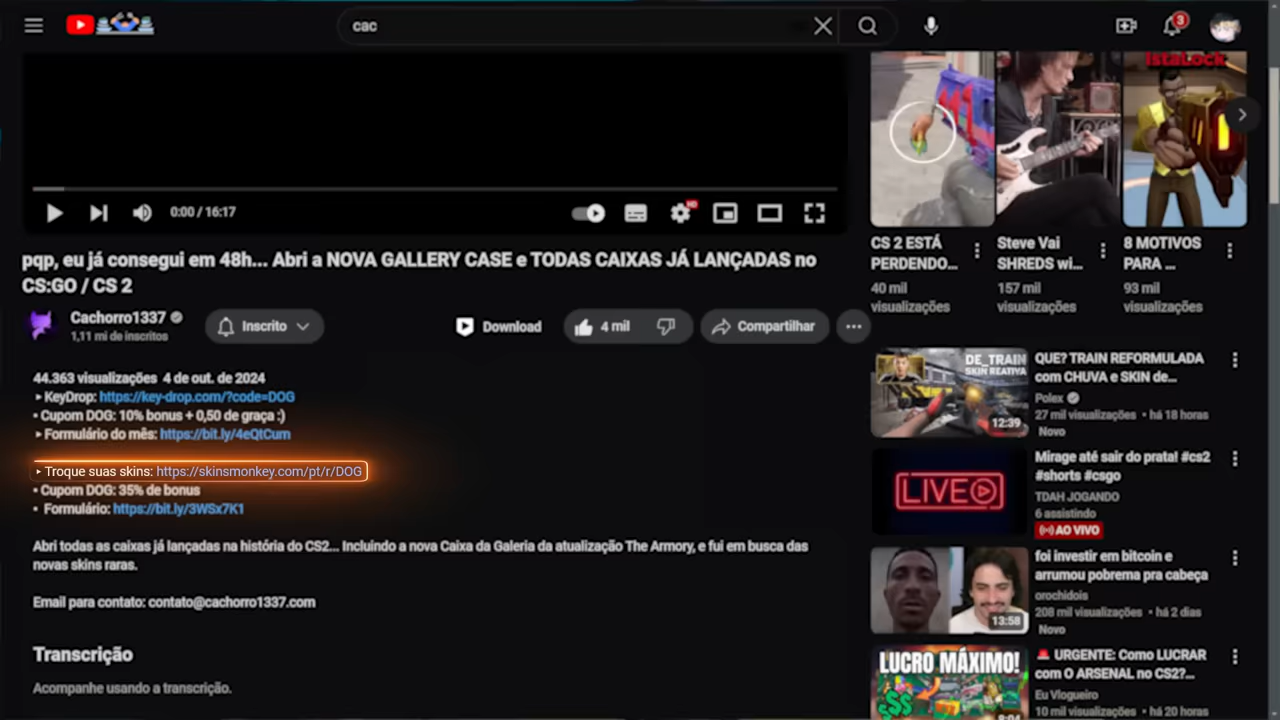 cac
3
0:00 / 16:17
HD
pqp, eu já consegui em 48h... Abri a NOVA GALLERY CASE e TODAS CAIXAS JÁ LANÇADAS no
CS:GO / CS 2
Cachorro1337
1,11 mi de inscritos
Inscrito
Download
4 mil
Compartilhar
44.363 visualizações 4 de out. de 2024
▸ KeyDrop: https://key-drop.com/?code=DOG
• Cupom DOG: 10% bonus + 0,50 de graça :)
▸ Formulário do mês: https://bit.ly/4eQtCum
▸ Troque suas skins: https://skinsmonkey.com/pt/r/DOG
• Cupom DOG: 35% de bonus
• Formulário: https://bit.ly/3WSx7K1
Abri todas as caixas já lançadas na história do CS2... Incluindo a nova Caixa da Galeria da atualização The Armory, e fui em busca das
novas skins raras.
Email para contato: contato@cachorro1337.com
Transcrição
Acompanhe usando a transcrição.
IstaLock
CS 2 ESTÁ
PERDENDO...
40 mil
visualizações
Steve Vai
SHREDS wi...
157 mil
visualizações
8 MOTIVOS
PARA ...
93 mil
visualizações
DE_TRAIN
SKIN REATIVA
12:39
QUE? TRAIN REFORMULADA
com CHUVA e SKIN de...
Polex
27 mil visualizações • há 18 horas
Novo
LIVE
Mirage até sair do prata! #cs2
#shorts #csgo
TDAH JOGANDO
6 assistindo
AO VIVO
13:58
foi investir em bitcoin e
arrumou pobrema pra cabeça
orochidois
208 mil visualizações • há 2 dias
Novo
LUCRO MÁXIMO!
$$$
8:04
🚨 URGENTE: Como LUCRAR
com O ARSENAL no CS2?...
Eu Vlogueiro
10 mil visualizações • há 20 horas